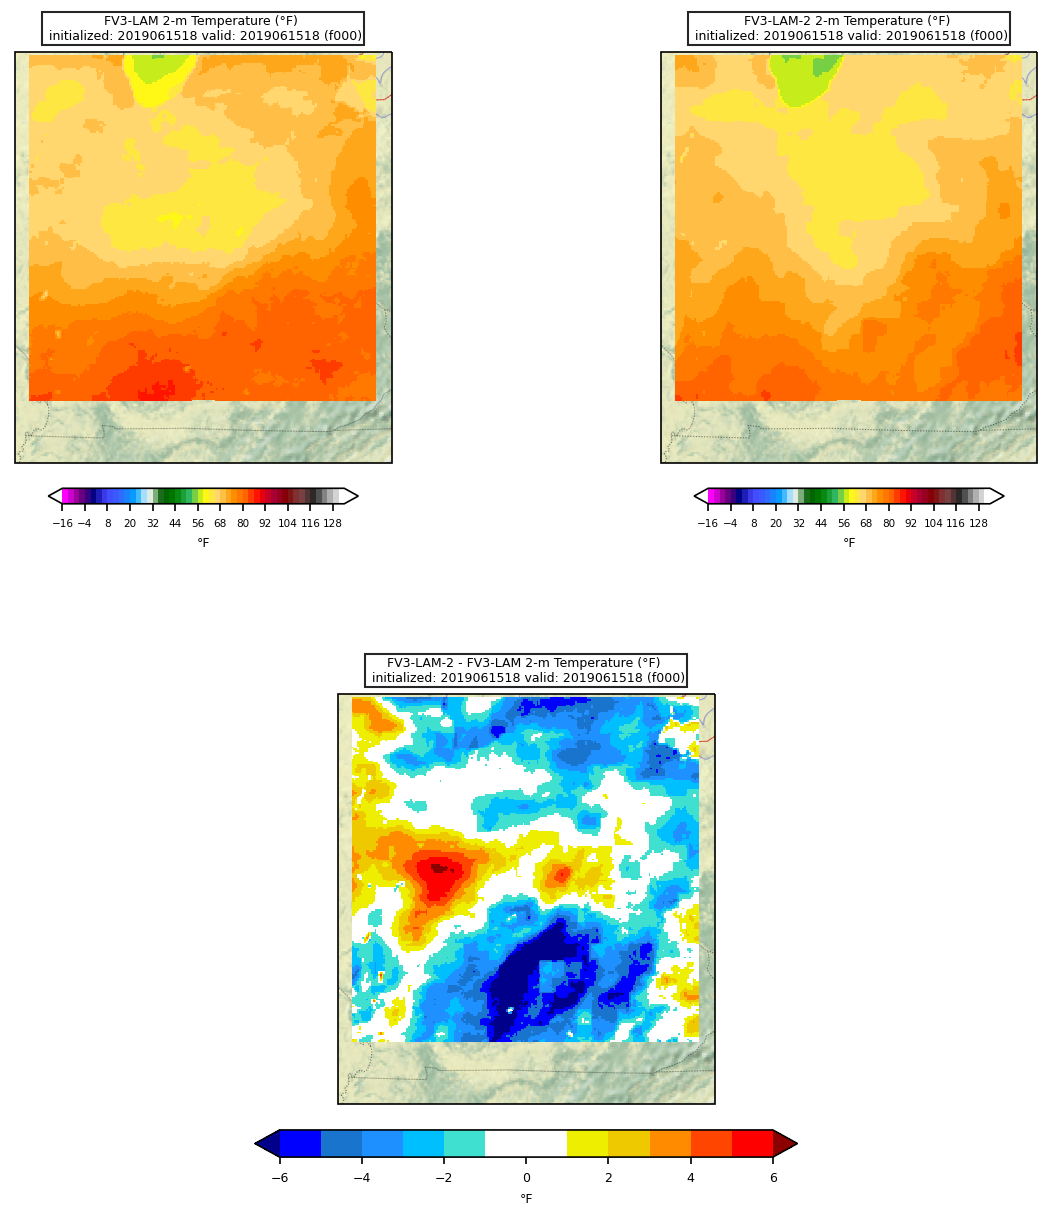 FV3-LAM 2-m Temperature (°F)
initialized: 2019061518 valid: 2019061518 (f000)
FV3-LAM-2 2-m Temperature (°F)
initialized: 2019061518 valid: 2019061518 (f000)
−16 −4 8 20 32 44 56 68 80 92 104 116 128
°F
−16 −4 8 20 32 44 56 68 80 92 104 116 128
°F
FV3-LAM-2 - FV3-LAM 2-m Temperature (°F)
initialized: 2019061518 valid: 2019061518 (f000)
−6 −4 −2 0 2 4 6
°F